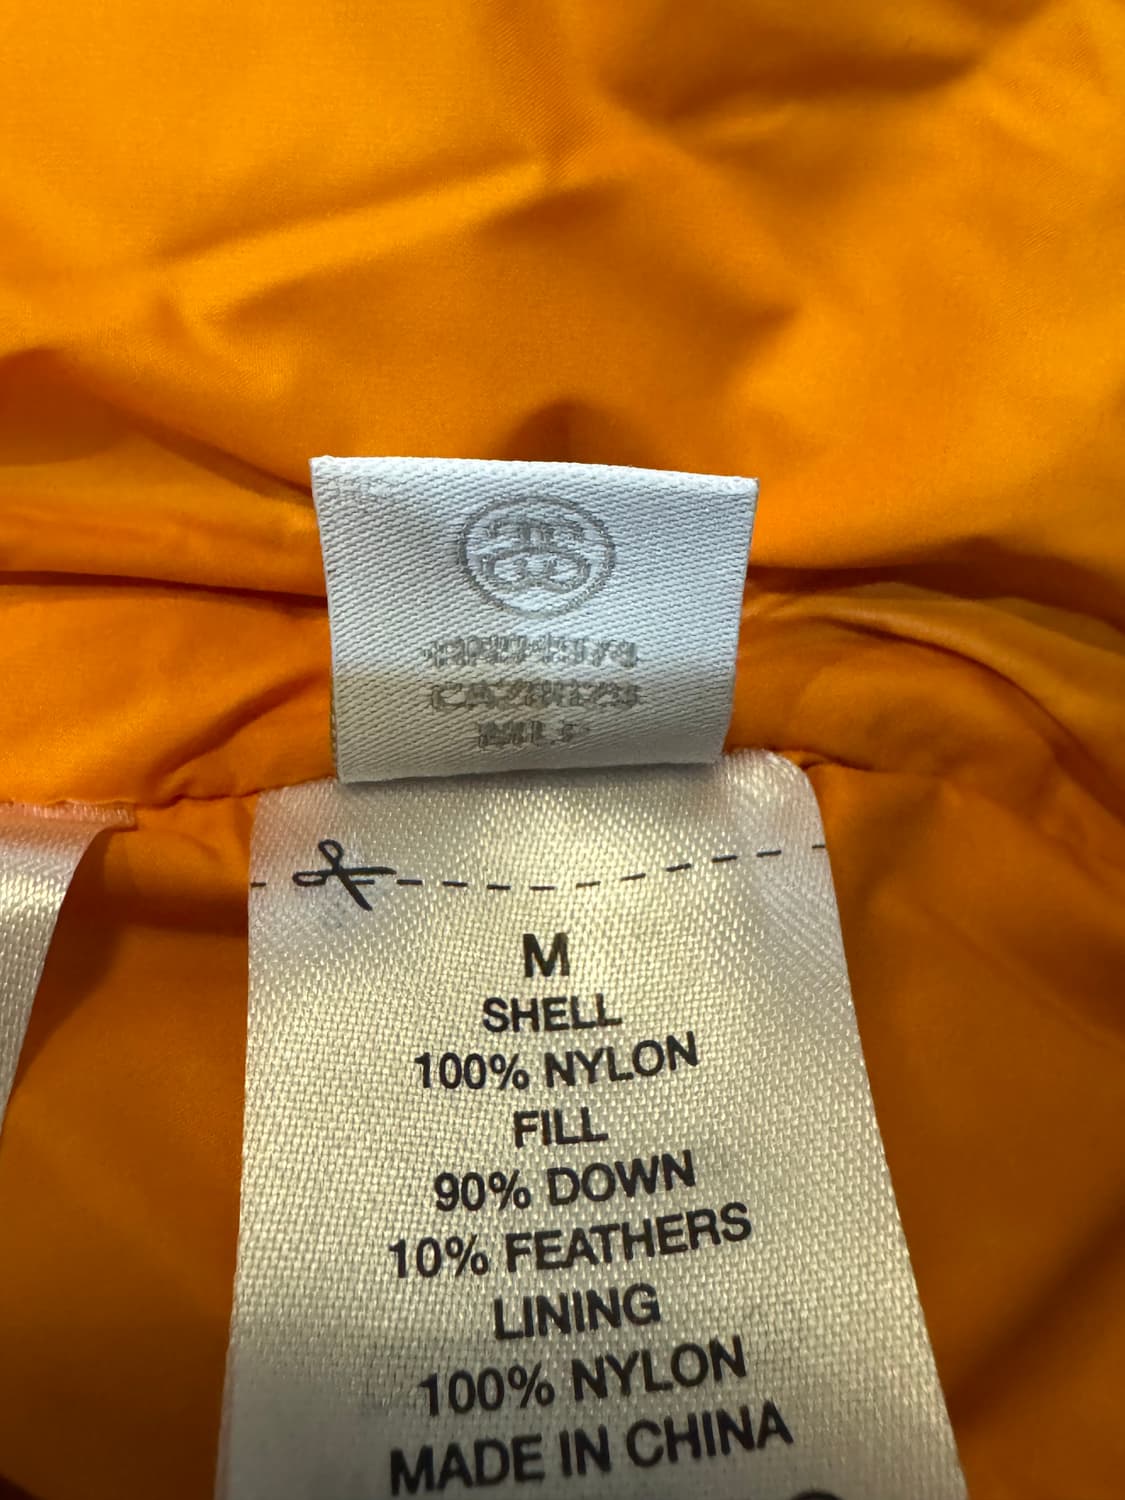 M
SHELL
100% NYLON
FILL
90% DOWN
10% FEATHERS
LINING
100% NYLON
MADE IN CHINA